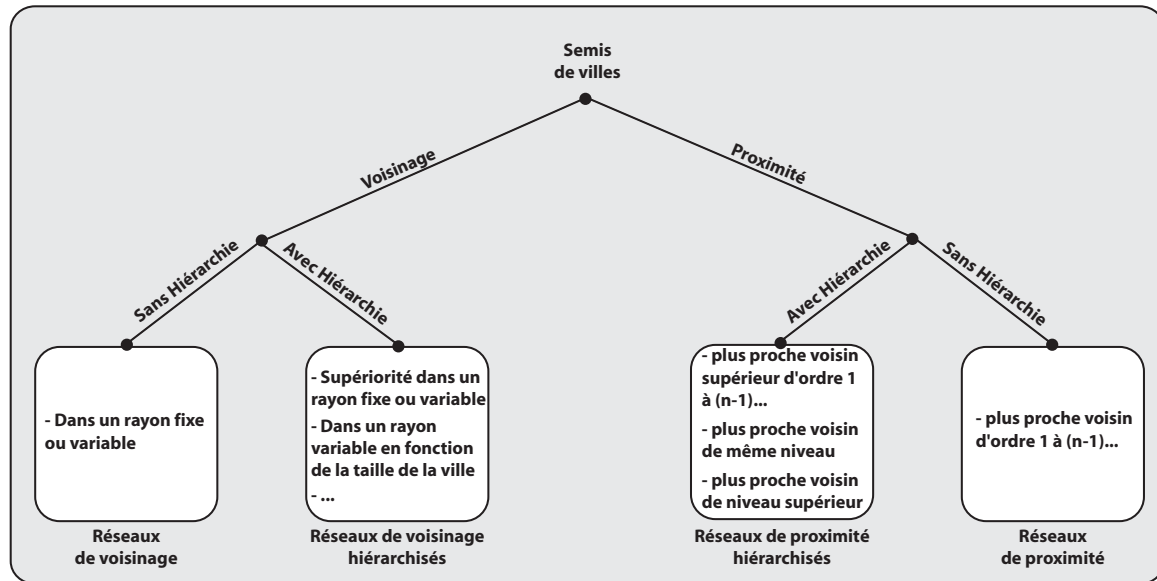 Semis
de villes
Voisinage
Proximité
Sans Hiérarchie
Avec Hiérarchie
Avec Hiérarchie
Sans Hiérarchie
- Dans un rayon fixe
ou variable
- Supériorité dans un
rayon fixe ou variable
- Dans un rayon
variable en fonction
de la taille de la ville
- ...
- plus proche voisin
supérieur d'ordre 1
à (n-1)...
- plus proche voisin
de même niveau
- plus proche voisin
de niveau supérieur
- plus proche voisin
d'ordre 1 à (n-1)...
Réseaux
de voisinage
Réseaux de voisinage
hiérarchisés
Réseaux de proximité
hiérarchisés
Réseaux
de proximité